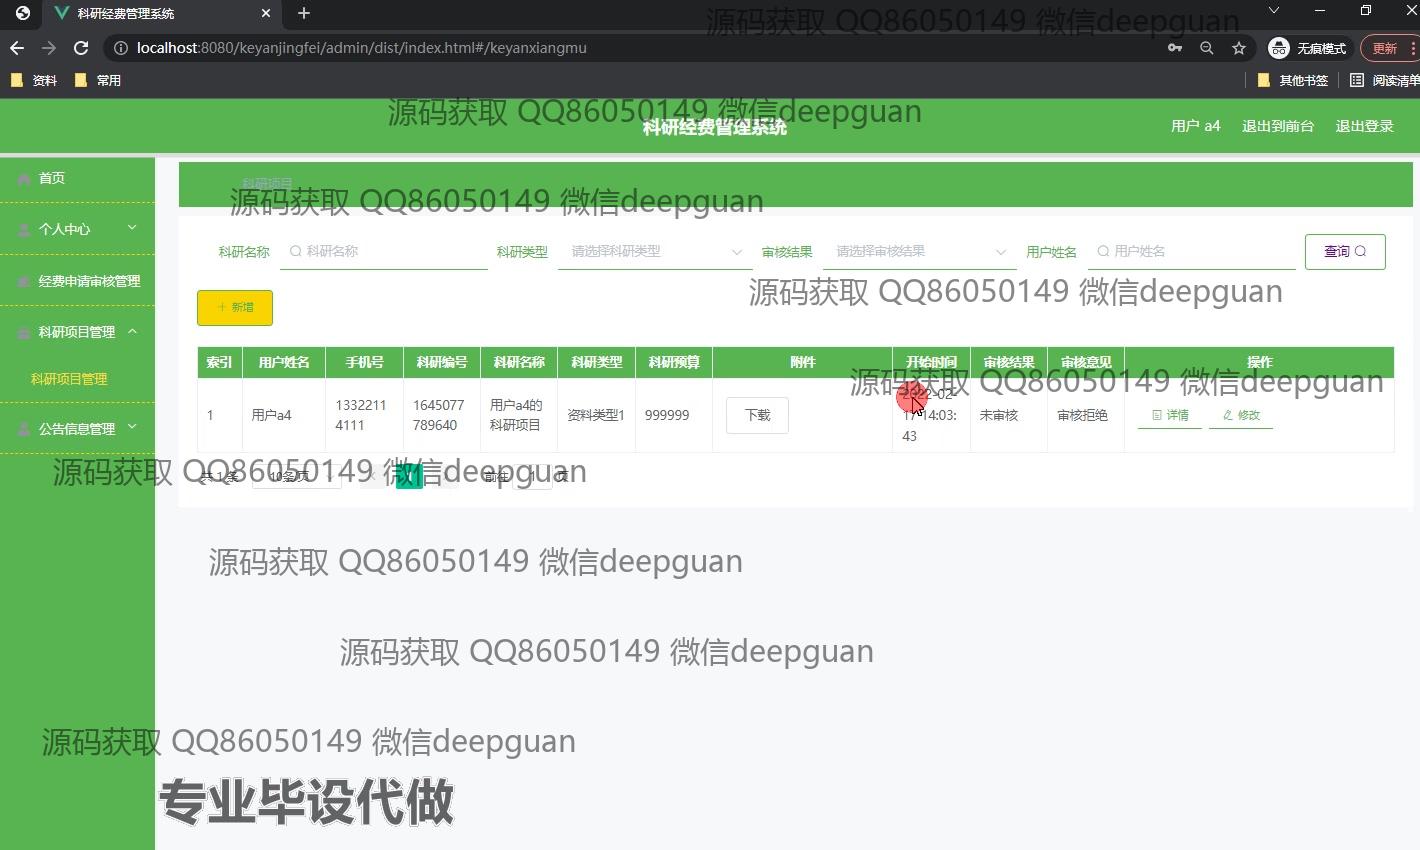 科研经费管理系统
源码获取 QQ86050149 微信deepguan
localhost:8080/keyanjingfei/admin/dist/index.html#/keyanxiangmu
无痕模式
更新
资料
常用
其他书签
阅读清单
源码获取 QQ86050149 微信deepguan
科研经费管理系统
用户 a4
退出到前台
退出登录
首页
个人中心
经费申请审核管理
科研项目管理
科研项目管理
公告信息管理
科研项目
源码获取 QQ86050149 微信deepguan
科研名称 科研名称 科研类型 请选择科研类型 审核结果 请选择审核结果 用户姓名 用户姓名 查询
源码获取 QQ86050149 微信deepguan
新增
索引 用户姓名 手机号 科研编号 科研名称 科研类型 科研预算 附件 开始时间 审核结果 审核意见 操作
源码获取 QQ86050149 微信deepguan
1 用户a4 13322114111 1645077789640 用户a4的科研项目 资料类型1 999999 下载 2022-02-17 14:03:43 未审核 审核拒绝 详情 修改
源码获取 QQ86050149 微信deepguan
共 1 条 10条/页 1 前往 1 页
源码获取 QQ86050149 微信deepguan
源码获取 QQ86050149 微信deepguan
源码获取 QQ86050149 微信deepguan
专业毕设代做